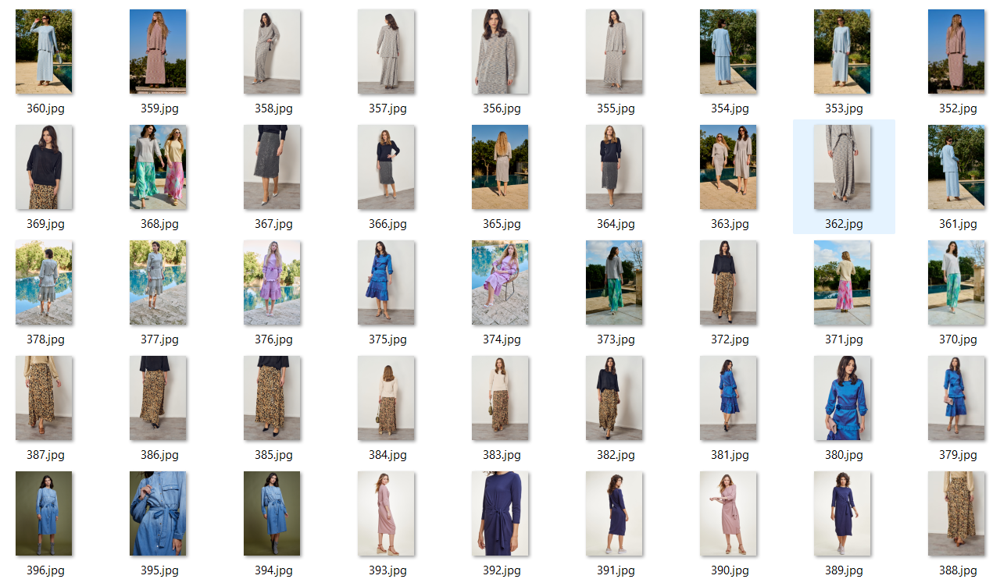 360.jpg 359.jpg 358.jpg 357.jpg 356.jpg 355.jpg 354.jpg 353.jpg 352.jpg
369.jpg 368.jpg 367.jpg 366.jpg 365.jpg 364.jpg 363.jpg 362.jpg 361.jpg
378.jpg 377.jpg 376.jpg 375.jpg 374.jpg 373.jpg 372.jpg 371.jpg 370.jpg
387.jpg 386.jpg 385.jpg 384.jpg 383.jpg 382.jpg 381.jpg 380.jpg 379.jpg
396.jpg 395.jpg 394.jpg 393.jpg 392.jpg 391.jpg 390.jpg 389.jpg 388.jpg